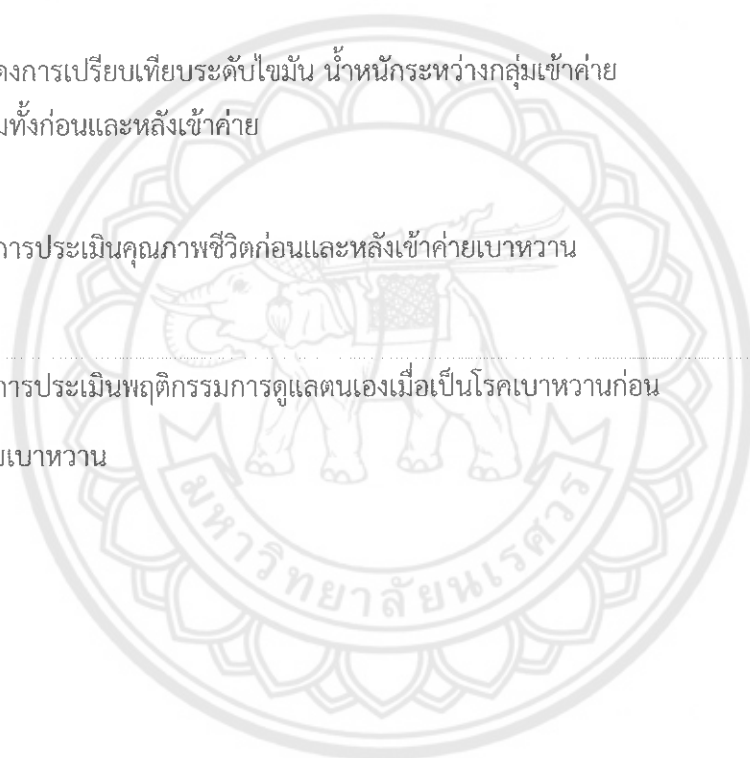 ดงการเปรียบเทียบระดับไขมัน น้ำหนักระหว่างกลุ่มเข้าค่าย
มทั้งก่อนและหลังเข้าค่าย
การประเมินคุณภาพชีวิตก่อนและหลังเข้าค่ายเบาหวาน
การประเมินพฤติกรรมการดูแลตนเองเมื่อเป็นโรคเบาหวานก่อน
ยเบาหวาน
มหาวิทยาลัยนเรศวร